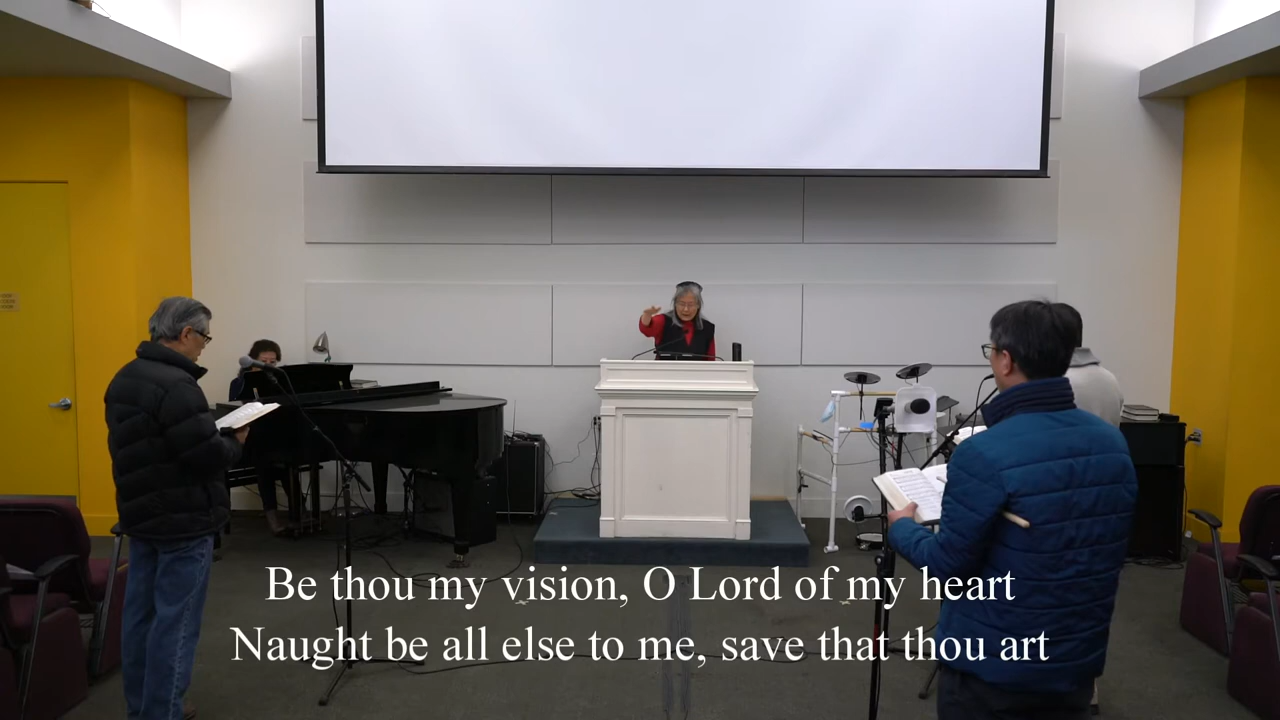 Be thou my vision, O Lord of my heart
Naught be all else to me, save that thou art